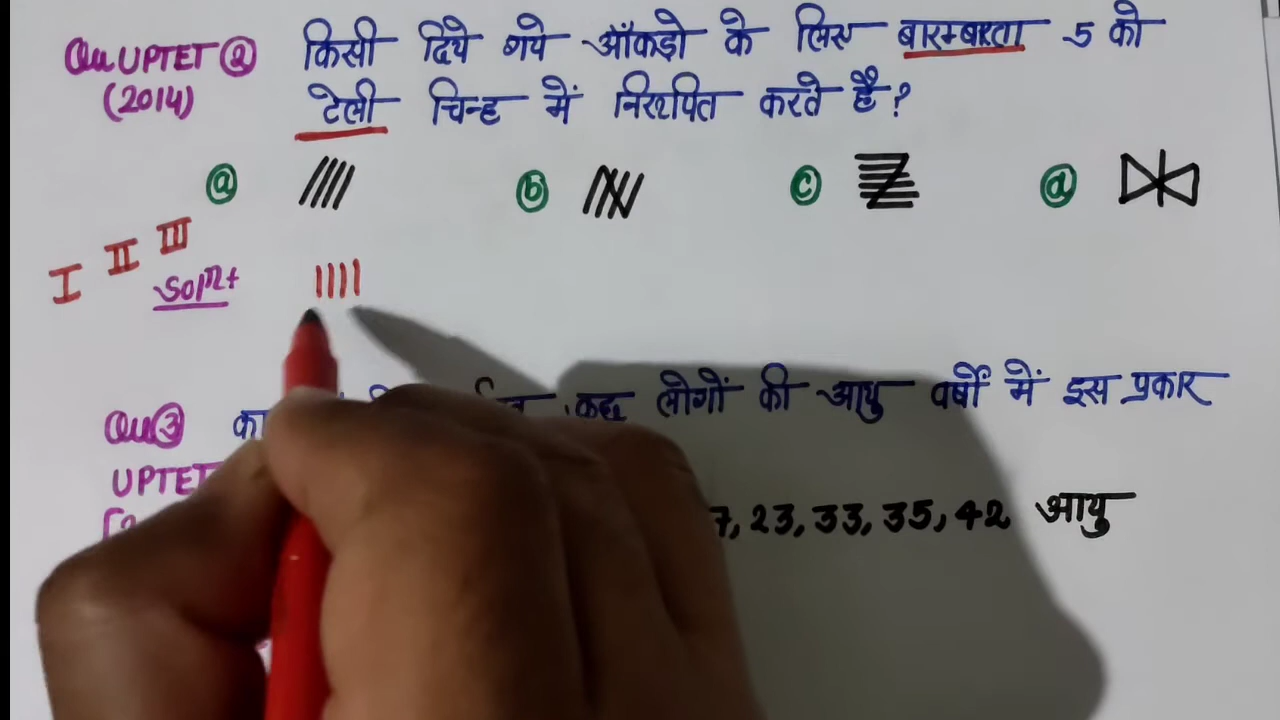 Qu UPTET ② किसी दिये गये आँकड़ो के लिए बारम्बारता 5 को
(2014) टेली चिन्ह में निरूपित करते है ?
ⓐ //// ⓑ ⓒ ⓓ
I II III
Solⁿ+ ||||
Qu③ लोगों की आयु वर्षों में इस प्रकार
UPTET
, 23, 33, 35, 42 आयु